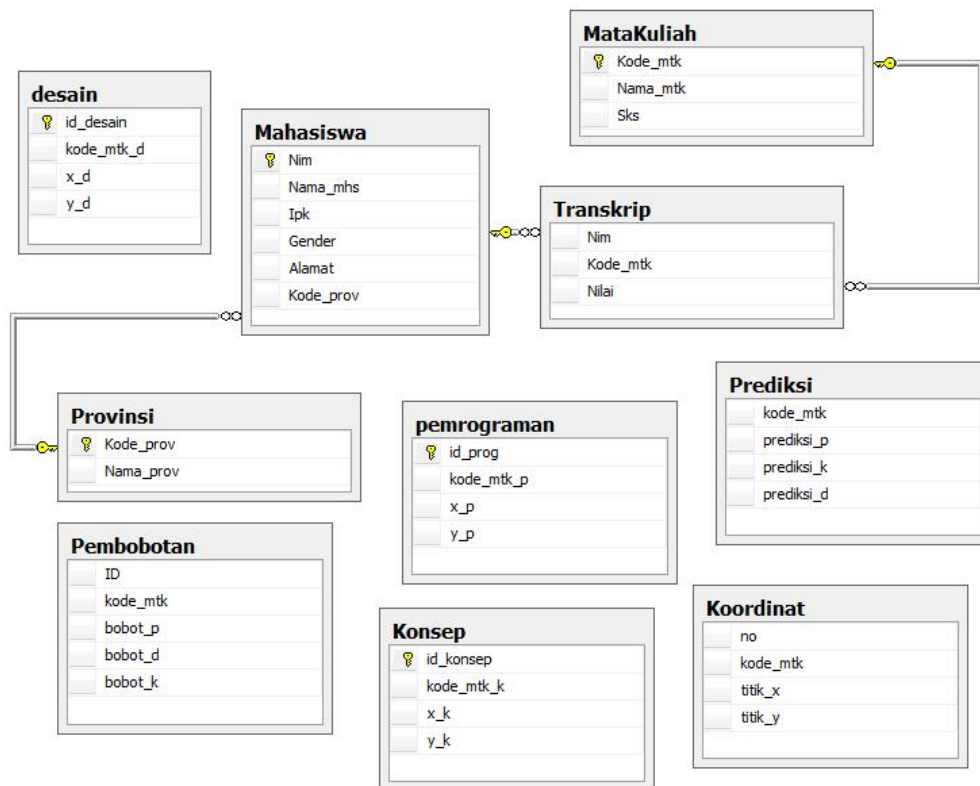 MataKuliah
Kode_mtk
Nama_mtk
Sks
desain
id_desain
kode_mtk_d
x_d
y_d
Mahasiswa
Nim
Nama_mhs
Ipk
Gender
Alamat
Kode_prov
Transkrip
Nim
Kode_mtk
Nilai
Provinsi
Kode_prov
Nama_prov
pemrograman
id_prog
kode_mtk_p
x_p
y_p
Prediksi
kode_mtk
prediksi_p
prediksi_k
prediksi_d
Pembobotan
ID
kode_mtk
bobot_p
bobot_d
bobot_k
Konsep
id_konsep
kode_mtk_k
x_k
y_k
Koordinat
no
kode_mtk
titik_x
titik_y